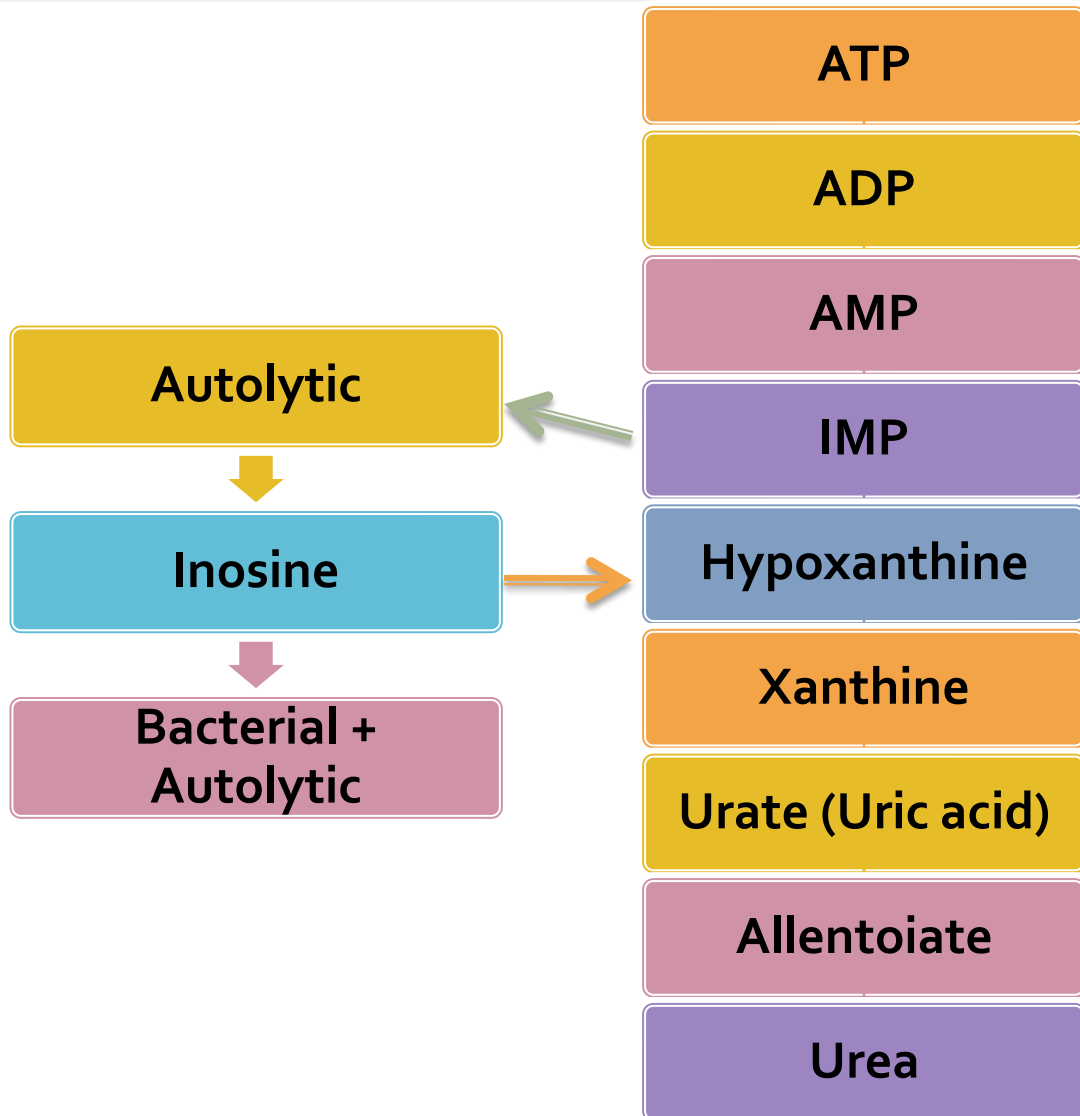 ATP
ADP
AMP
IMP
Hypoxanthine
Xanthine
Urate (Uric acid)
Allentoiate
Urea
Autolytic
Inosine
Bacterial +
Autolytic